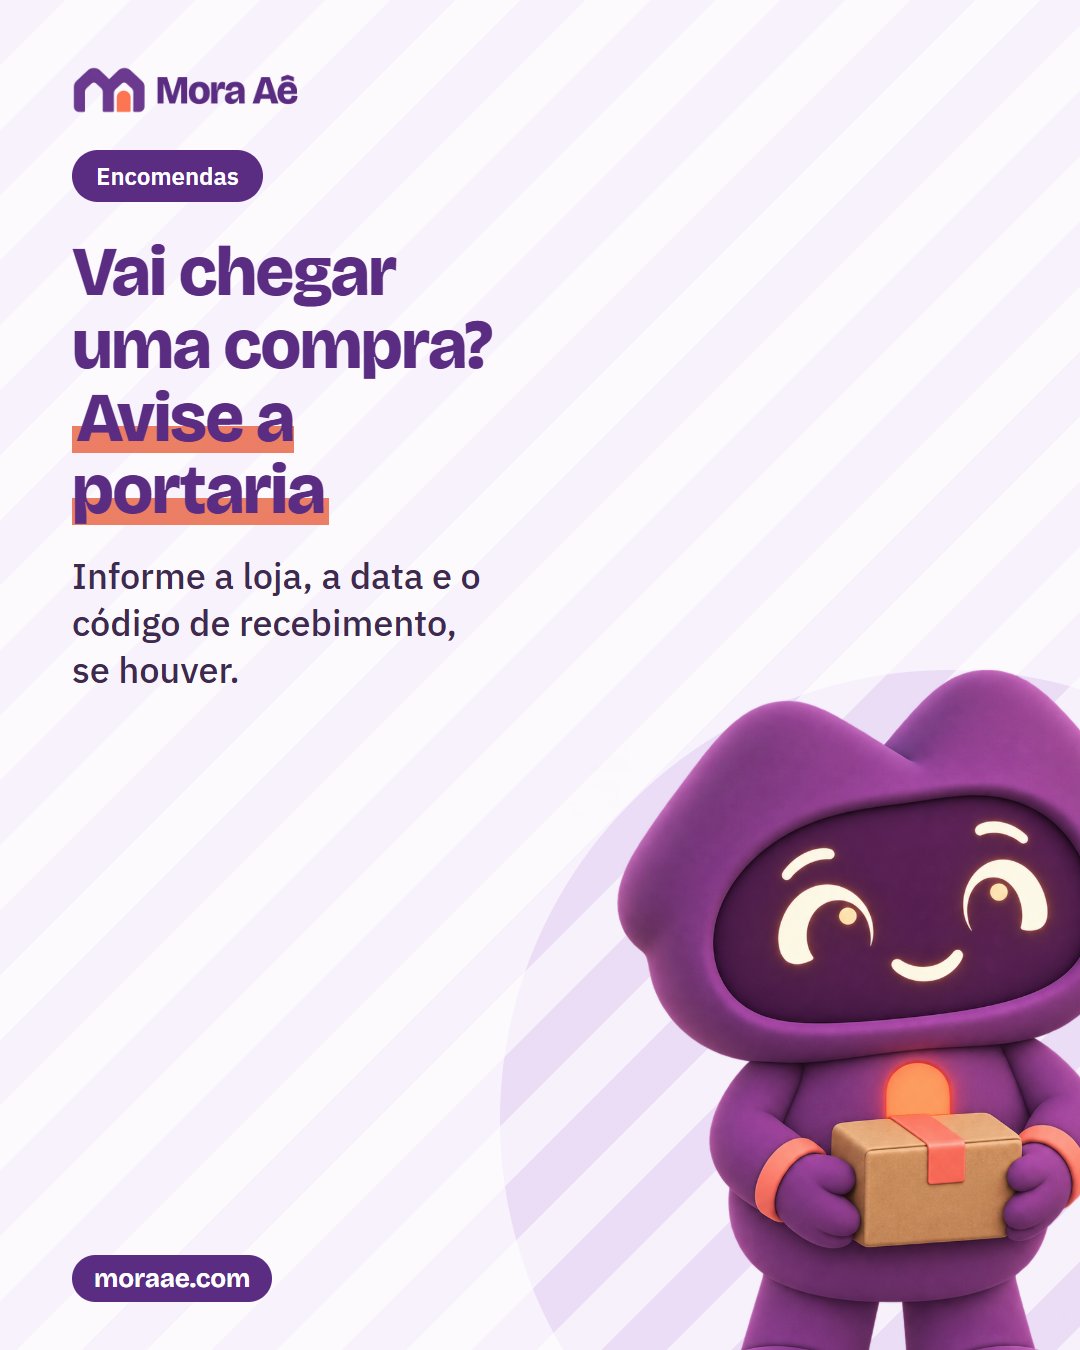 Mora Aê
Encomendas
Vai chegar
uma compra?
Avise a
portaria
Informe a loja, a data e o
código de recebimento,
se houver.
moraae.com